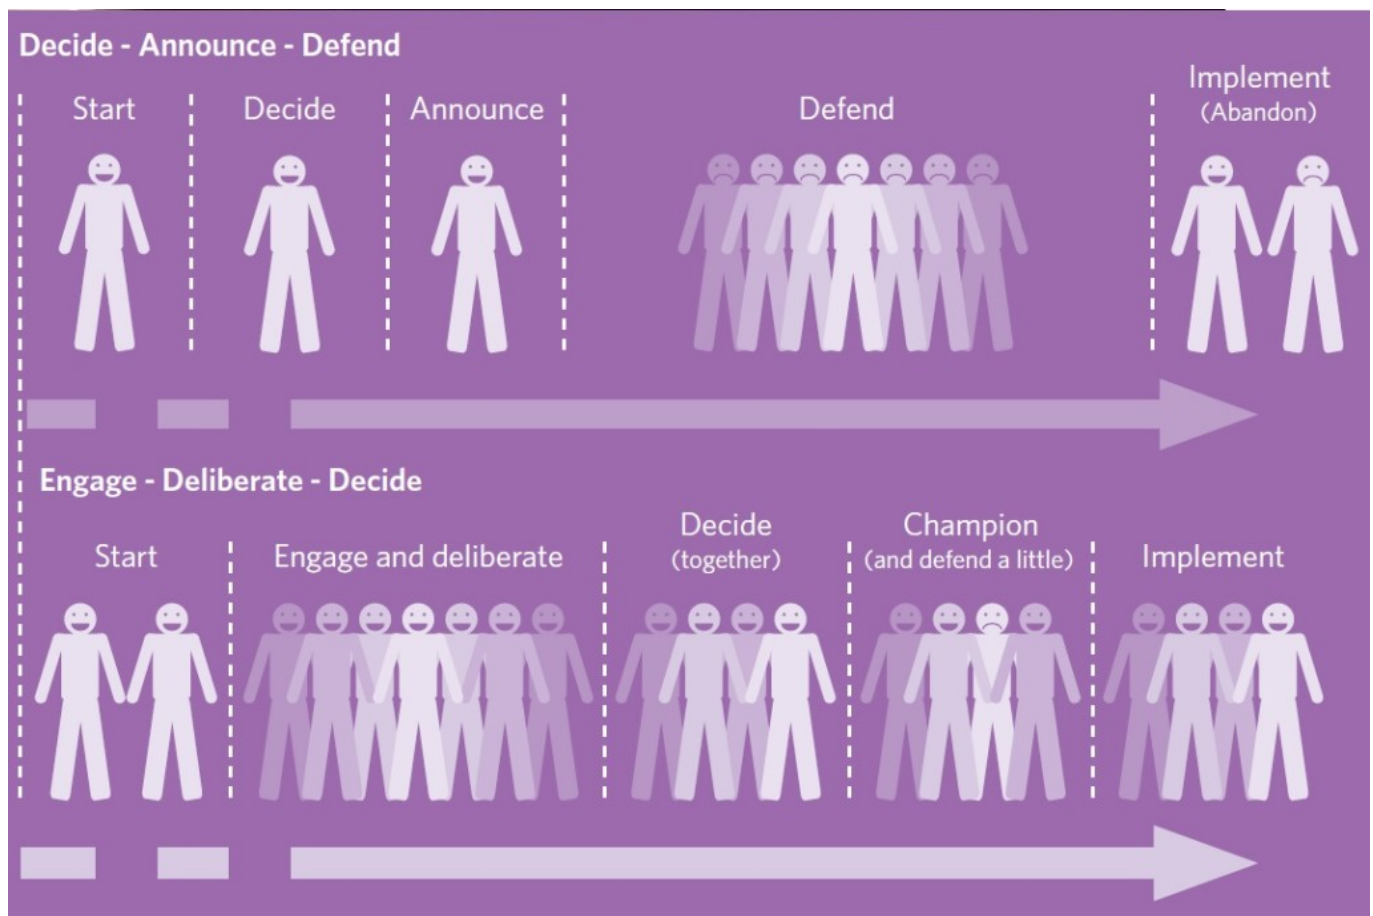 Decide - Announce - Defend
Start
Decide
Announce
Defend
Implement
(Abandon)
Engage - Deliberate - Decide
Start
Engage and deliberate
Decide
(together)
Champion
(and defend a little)
Implement